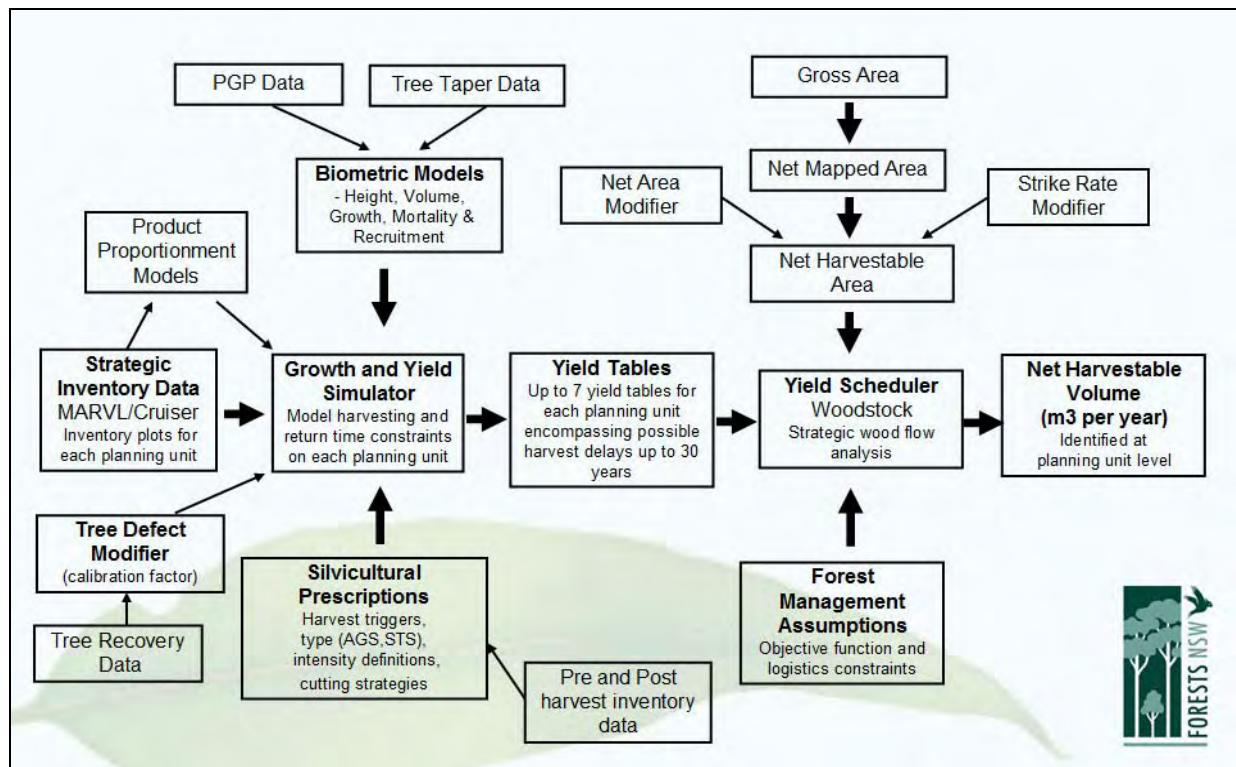 PGP Data
Tree Taper Data
Gross Area
Biometric Models
- Height, Volume,
Growth, Mortality &
Recruitment
Net Mapped Area
Net Area
Modifier
Strike Rate
Modifier
Product
Proportionment
Models
Net Harvestable
Area
Strategic
Inventory Data
MARVL/Cruiser
Inventory plots for
each planning unit
Growth and Yield
Simulator
Model harvesting and
return time constraints
on each planning unit
Yield Tables
Up to 7 yield tables for
each planning unit
encompassing possible
harvest delays up to 30
years
Yield Scheduler
Woodstock
Strategic wood flow
analysis
Net Harvestable
Volume
(m3 per year)
Identified at
planning unit level
Tree Defect
Modifier
(calibration factor)
Tree Recovery
Data
Silvicultural
Prescriptions
Harvest triggers,
type (AGS,STS),
intensity definitions,
cutting strategies
Pre and Post
harvest inventory
data
Forest
Management
Assumptions
Objective function and
logistics constraints
FORESTS NSW